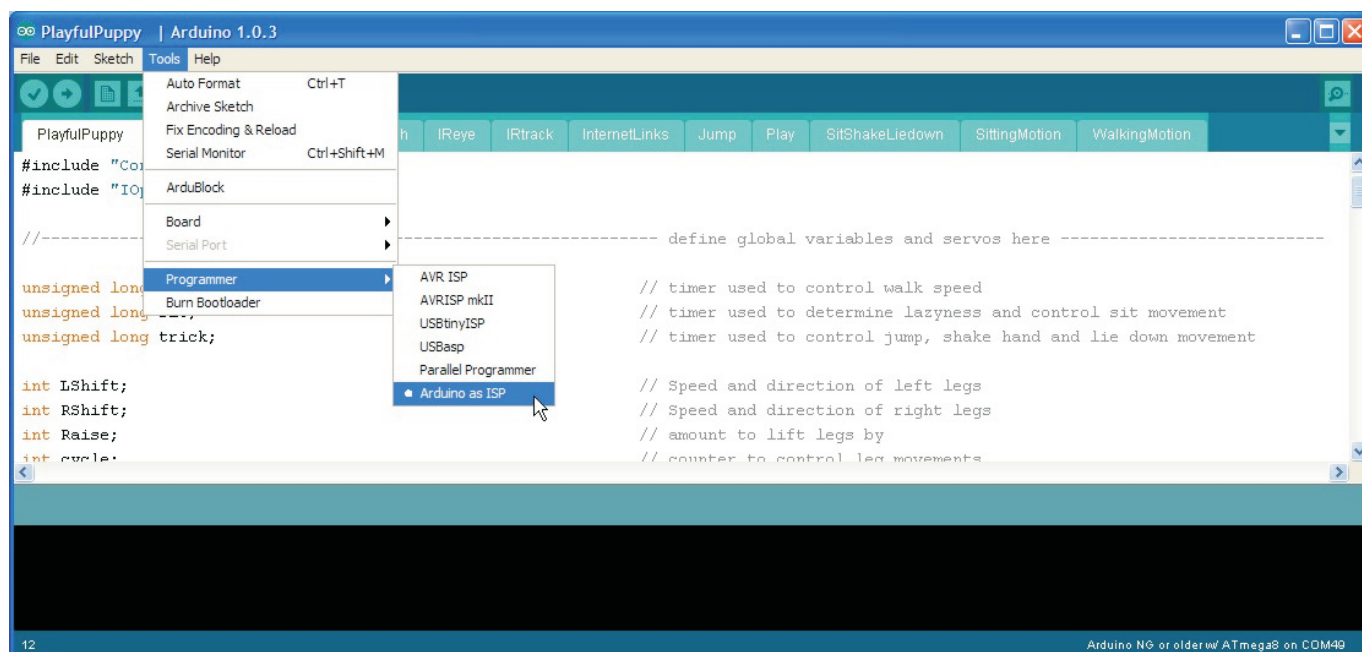 PlayfulPuppy | Arduino 1.0.3
File Edit Sketch Tools Help
Auto Format Ctrl+T
Archive Sketch
Fix Encoding & Reload
Serial Monitor Ctrl+Shift+M
ArduBlock
Board
Serial Port
Programmer
Burn Bootloader
AVR ISP
AVRISP mkII
USBtinyISP
USBasp
Parallel Programmer
Arduino as ISP
PlayfulPuppy h IReye IRtrack InternetLinks Jump Play SitShakeLiedown SittingMotion WalkingMotion
#include "Co
#include "IO
//---------- ---------------------------- define global variables and servos here ---------------------------
unsigned long // timer used to control walk speed
unsigned long // timer used to determine lazyness and control sit movement
unsigned long trick; // timer used to control jump, shake hand and lie down movement
int LShift; // Speed and direction of left legs
int RShift; // Speed and direction of right legs
int Raise; // amount to lift legs by
int cycle; // counter to control leg movements
12 Arduino NG or older w/ ATmega8 on COM49